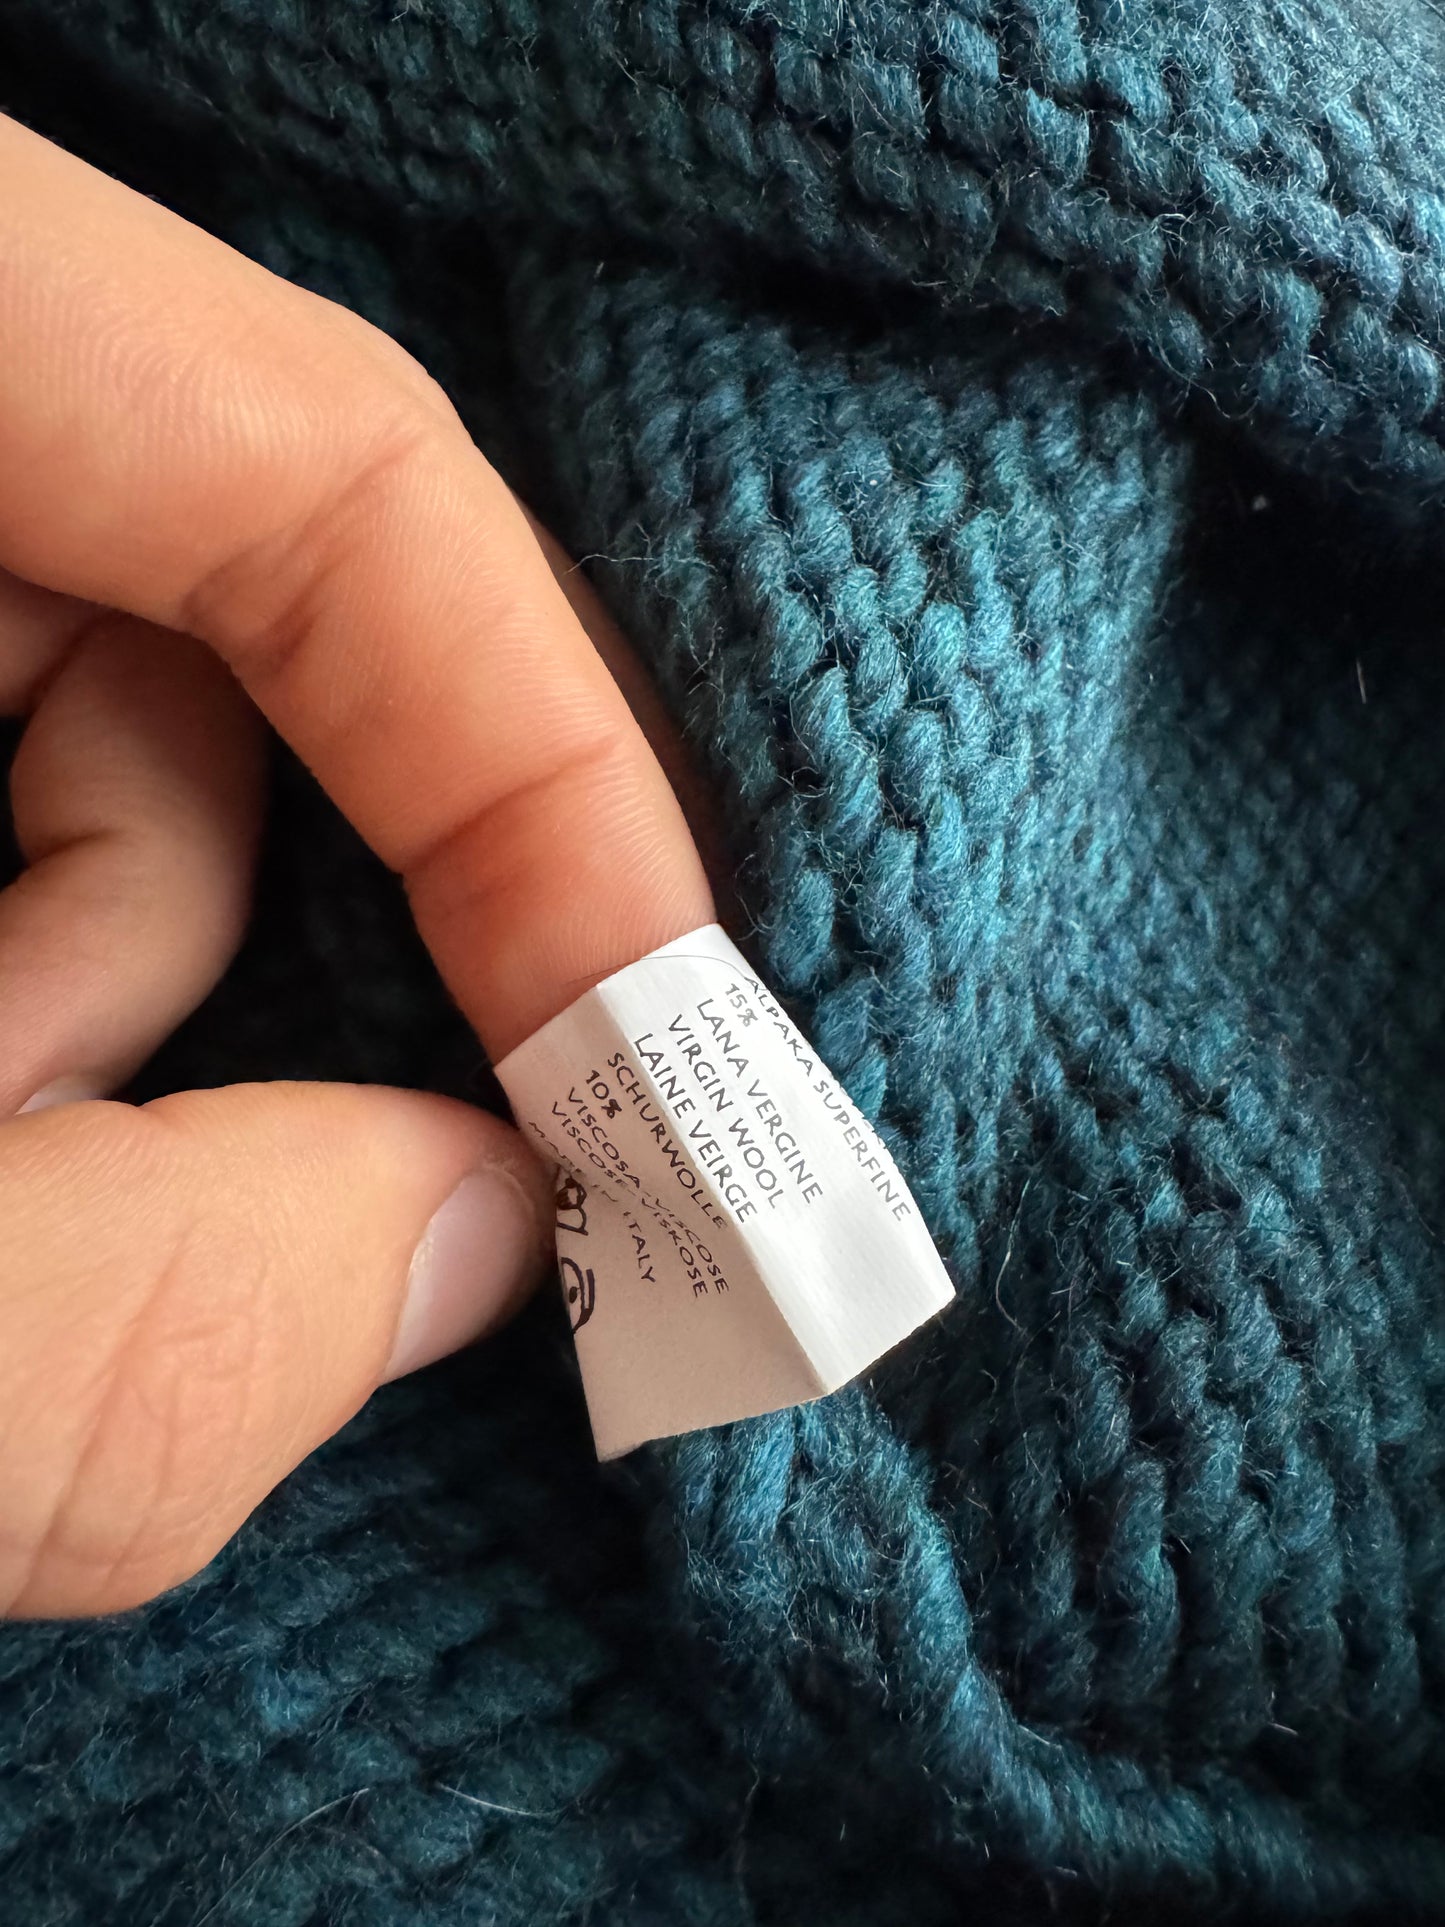 ALPAKA SUPERFINE
15%
LANA VERGINE
VIRGIN WOOL
LAINE VEIRGE
SCHURWOLLE
10%
VISCOSA-VISCOSE
VISCOSE-VISKOSE
MADE IN ITALY